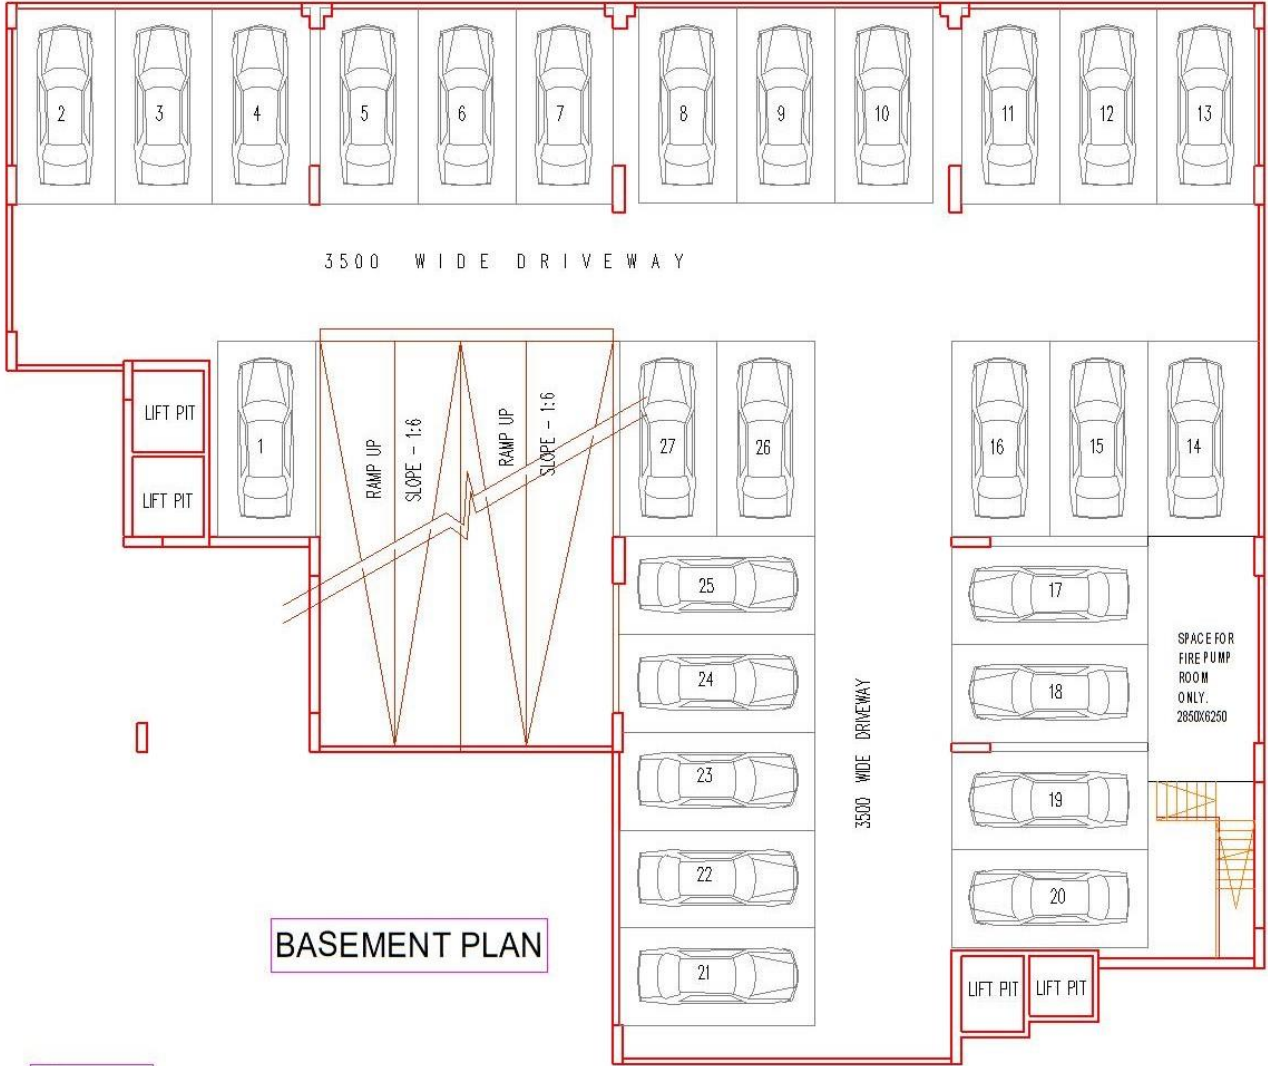 2
3
4
5
6
7
8
9
10
11
12
13
3500 WIDE DRIVEWAY
LIFT PIT
LIFT PIT
1
RAMP UP
SLOPE - 1:6
RAMP UP
SLOPE - 1:6
27
26
16
15
14
25
24
23
22
21
3500 WIDE DRIVEWAY
17
18
19
20
SPACE FOR
FIRE PUMP
ROOM
ONLY.
2850X6250
BASEMENT PLAN
LIFT PIT
LIFT PIT